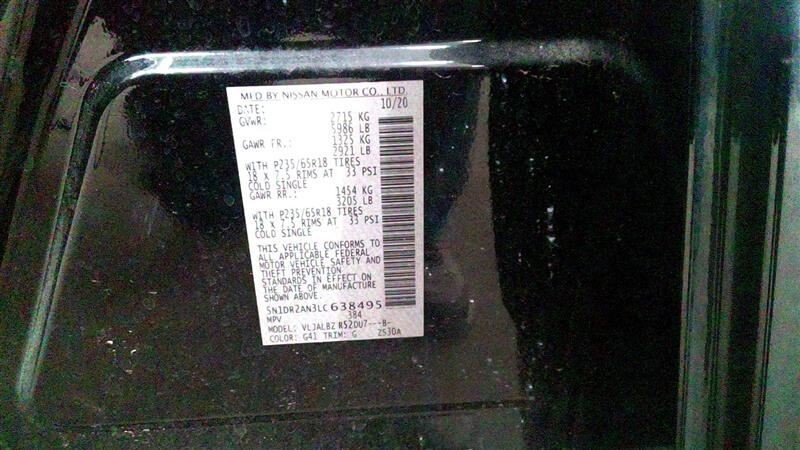 MFD BY NISSAN MOTOR CO., LTD.
DATE: 10/20
GVWR: 2715 KG
5986 LB
GAWR FR.: 1325 KG
2921 LB
WITH P235/65R18 TIRES
18 X 7.5 RIMS AT 33 PSI
COLD SINGLE
GAWR RR.: 1454 KG
3205 LB
WITH P235/65R18 TIRES
18 X 7.5 RIMS AT 33 PSI
COLD SINGLE
THIS VEHICLE CONFORMS TO
ALL APPLICABLE FEDERAL
MOTOR VEHICLE SAFETY AND
THEFT PREVENTION
STANDARDS IN EFFECT ON
THE DATE OF MANUFACTURE
SHOWN ABOVE
5N1DR2AN3LC638495
MPV 384
MODEL: VLJALBZ R52DU7---B-
COLOR: G41 TRIM: G 2530A